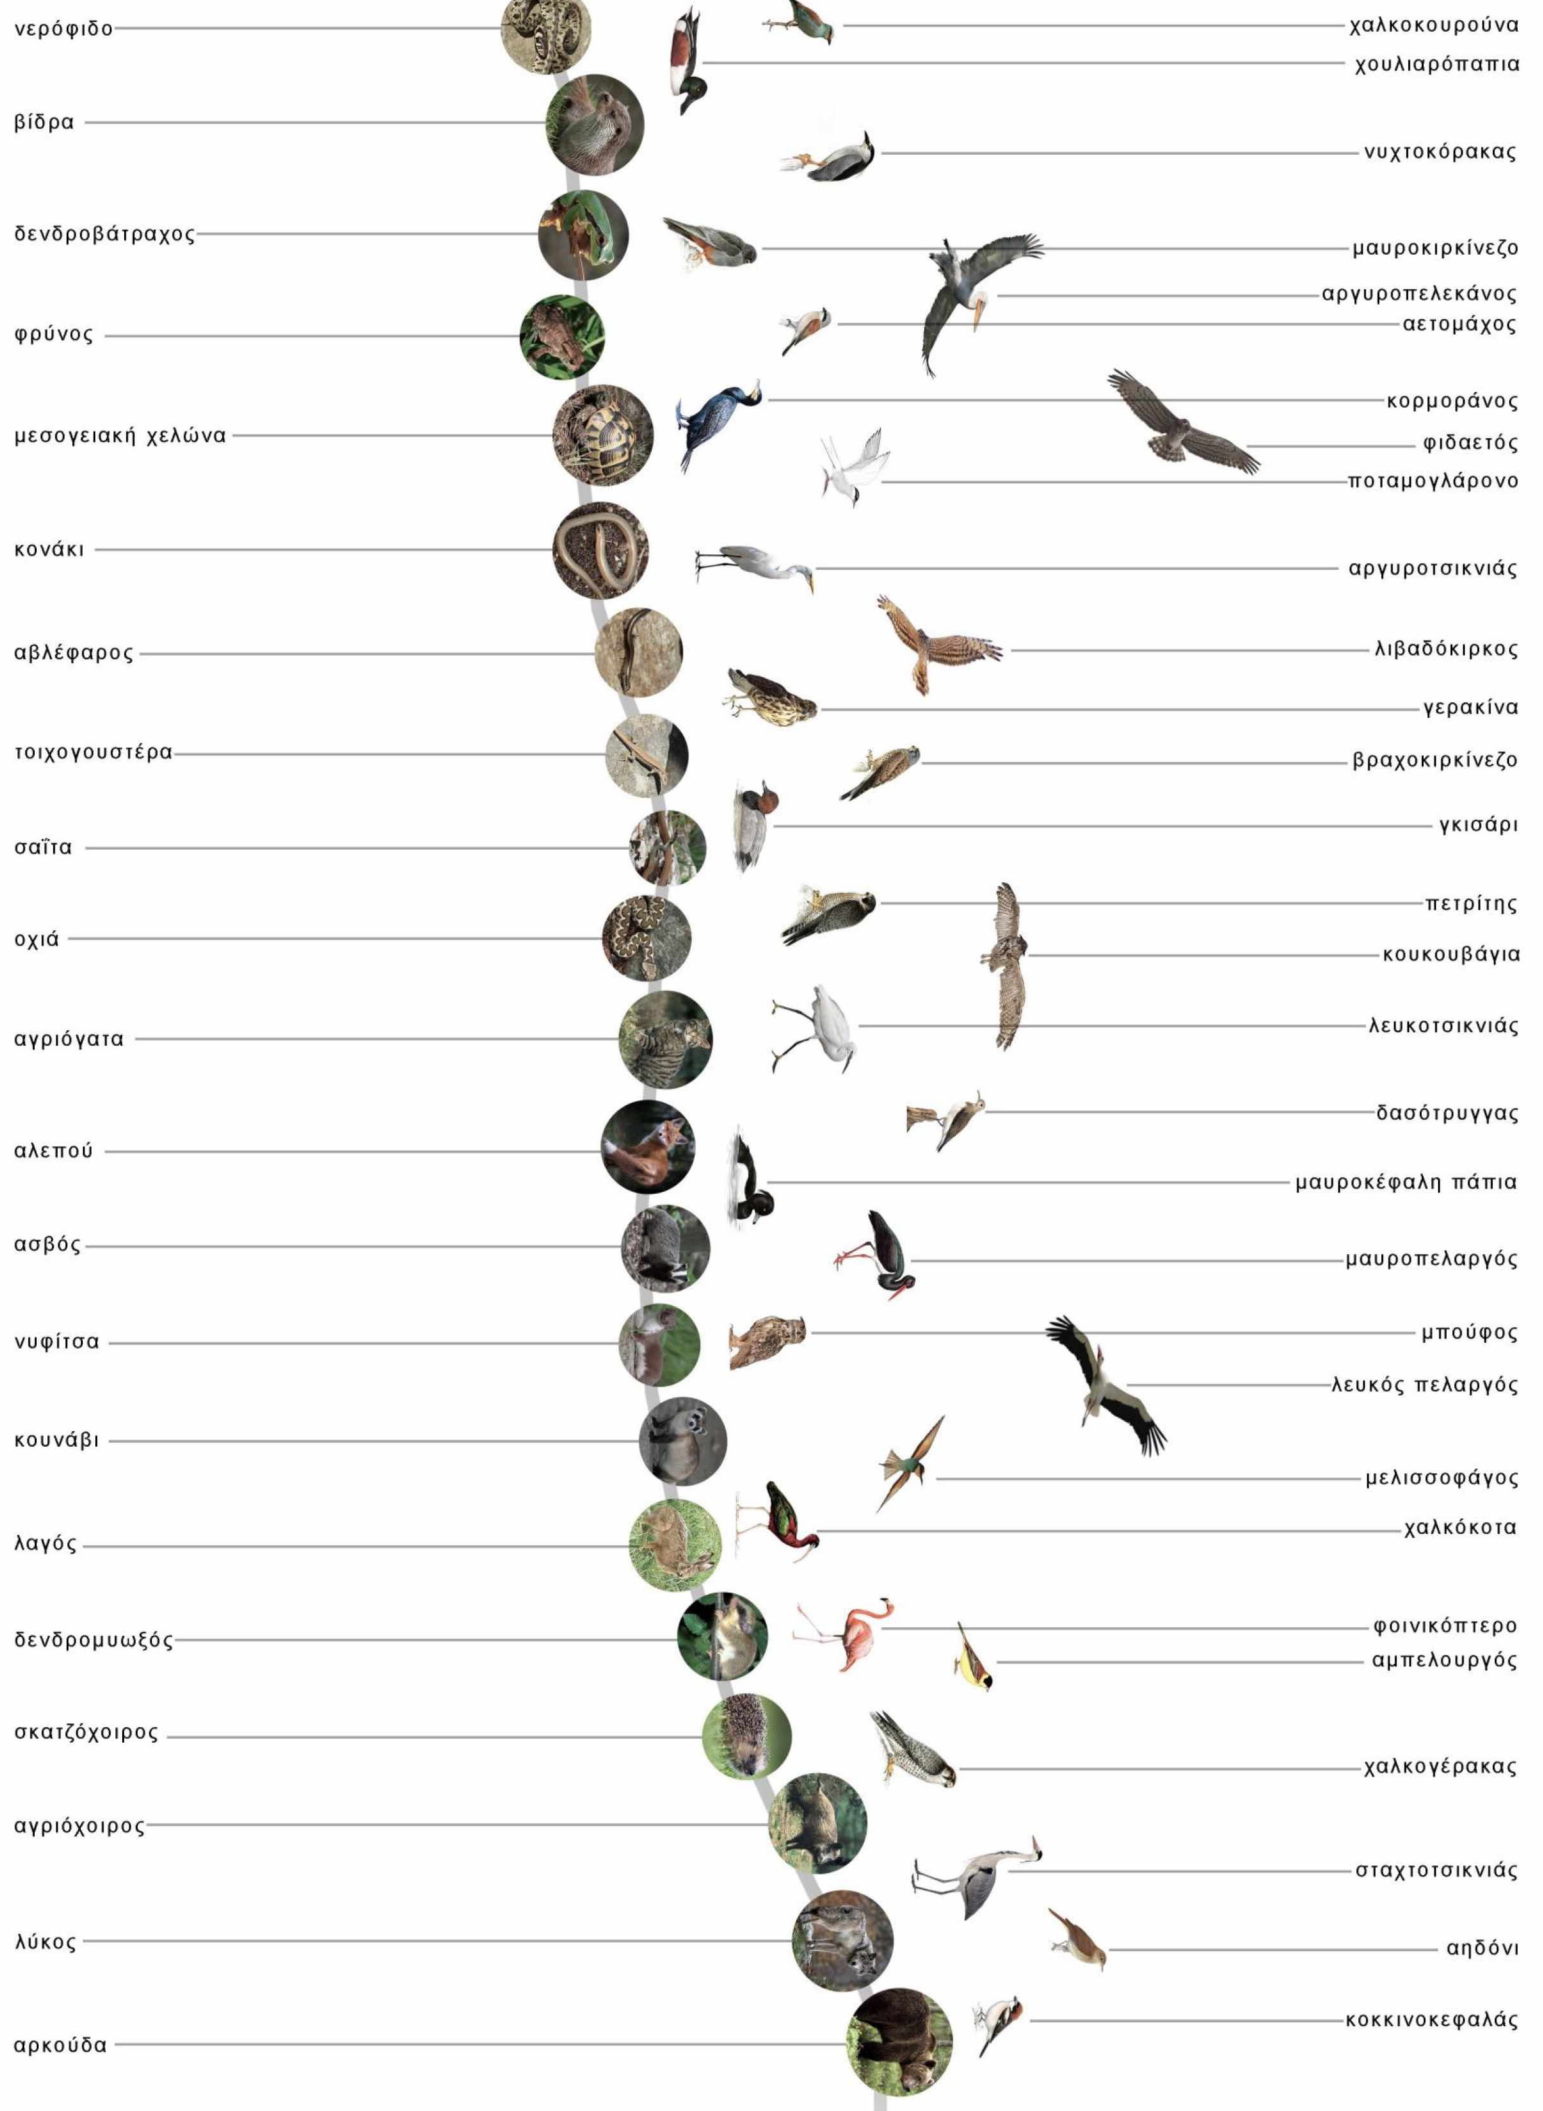 νερόφιδο
βίδρα
δενδροβάτραχος
φρύνος
μεσογειακή χελώνα
κονάκι
αβλέφαρος
τοιχογουστέρα
σαΐτα
οχιά
αγριόγατα
αλεπού
ασβός
νυφίτσα
κουνάβι
λαγός
δενδρομυωξός
σκατζόχοιρος
αγριόχοιρος
λύκος
αρκούδα
χαλκοκουρούνα
χουλιαρόπαπια
νυχτοκόρακας
μαυροκιρκίνεζο
αργυροπελεκάνος
αετομάχος
κορμοράνος
φιδαετός
ποταμογλάρονο
αργυροτσικνιάς
λιβαδόκιρκος
γερακίνα
βραχοκιρκίνεζο
γκισάρι
πετρίτης
κουκουβάγια
λευκοτσικνιάς
δασότρυγγας
μαυροκέφαλη πάπια
μαυροπελαργός
μπούφος
λευκός πελαργός
μελισσοφάγος
χαλκόκοτα
φοινικόπτερο
αμπελουργός
χαλκογέρακας
σταχτοτσικνιάς
αηδόνι
κοκκινοκεφαλάς